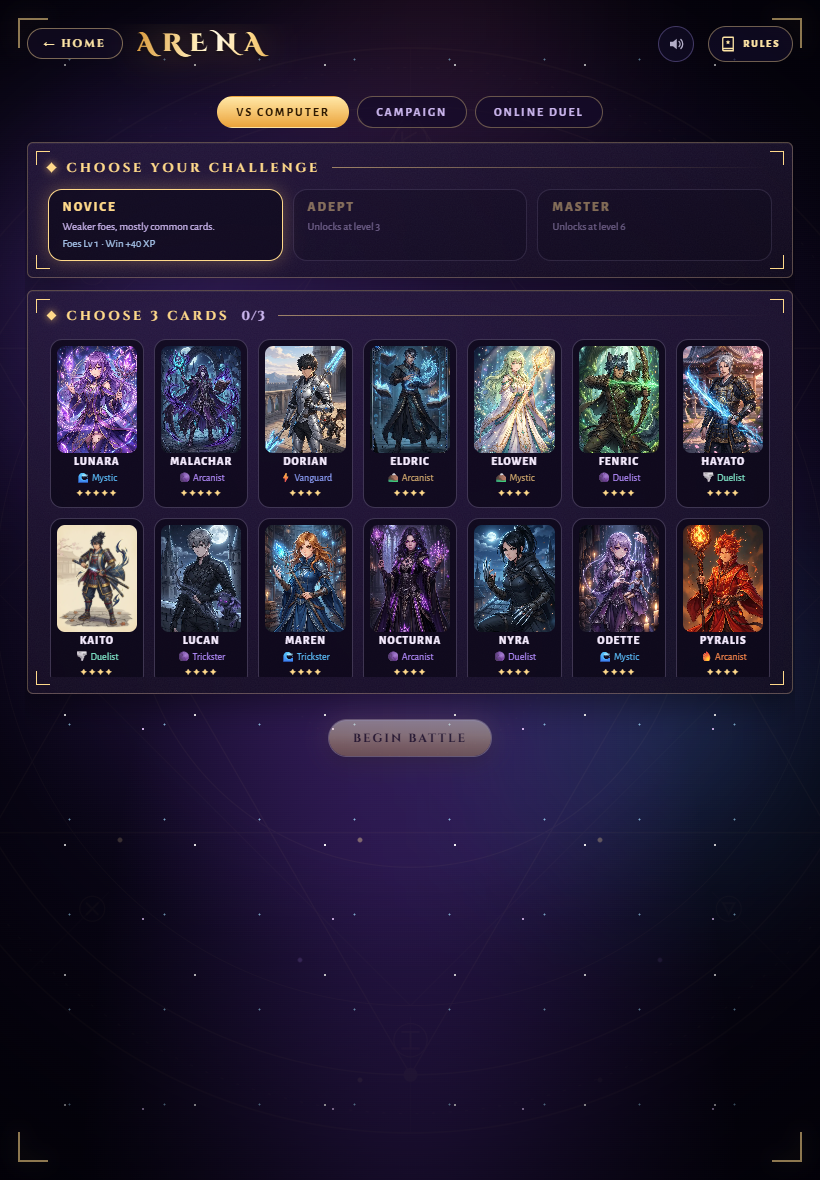 ← HOME
ARENA
RULES
VS COMPUTER
CAMPAIGN
ONLINE DUEL
CHOOSE YOUR CHALLENGE
NOVICE
Weaker foes, mostly common cards.
Foes Lv 1 · Win +40 XP
ADEPT
Unlocks at level 3
MASTER
Unlocks at level 6
CHOOSE 3 CARDS 0/3
LUNARA
Mystic
✦✦✦✦✦
MALACHAR
Arcanist
✦✦✦✦✦
DORIAN
Vanguard
✦✦✦✦
ELDRIC
Arcanist
✦✦✦✦
ELOWEN
Mystic
✦✦✦✦
FENRIC
Duelist
✦✦✦✦
HAYATO
Duelist
✦✦✦✦
KAITO
Duelist
✦✦✦✦
LUCAN
Trickster
✦✦✦✦
MAREN
Trickster
✦✦✦✦
NOCTURNA
Arcanist
✦✦✦✦
NYRA
Duelist
✦✦✦✦
ODETTE
Mystic
✦✦✦✦
PYRALIS
Arcanist
✦✦✦✦
BEGIN BATTLE